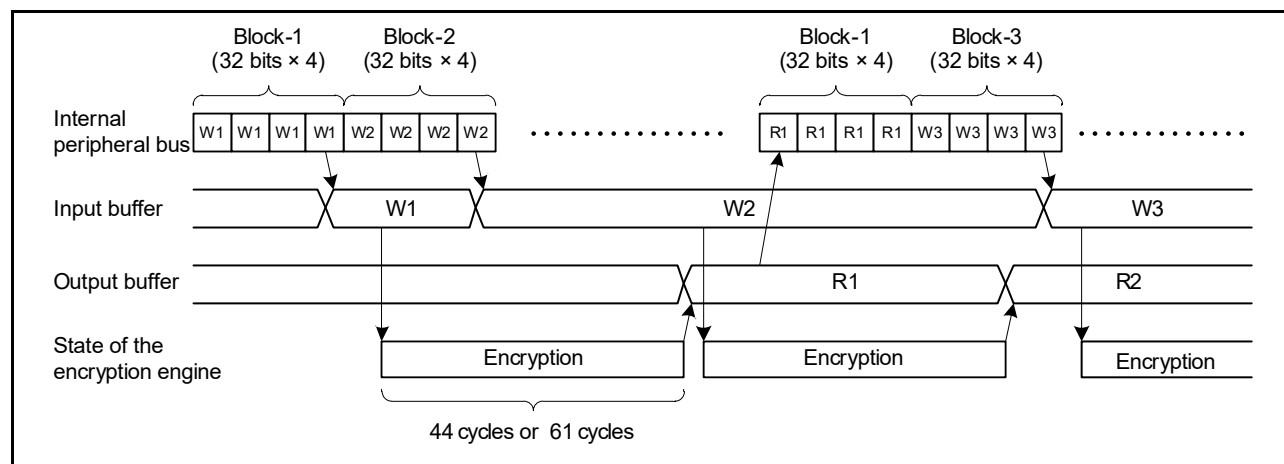 Block-1 Block-2 Block-1 Block-3
(32 bits × 4) (32 bits × 4) (32 bits × 4) (32 bits × 4)
Internal
peripheral bus
W1 W1 W1 W1 W2 W2 W2 W2 R1 R1 R1 R1 W3 W3 W3 W3
Input buffer W1 W2 W3
Output buffer R1 R2
State of the
encryption engine
Encryption Encryption Encryption
44 cycles or 61 cycles